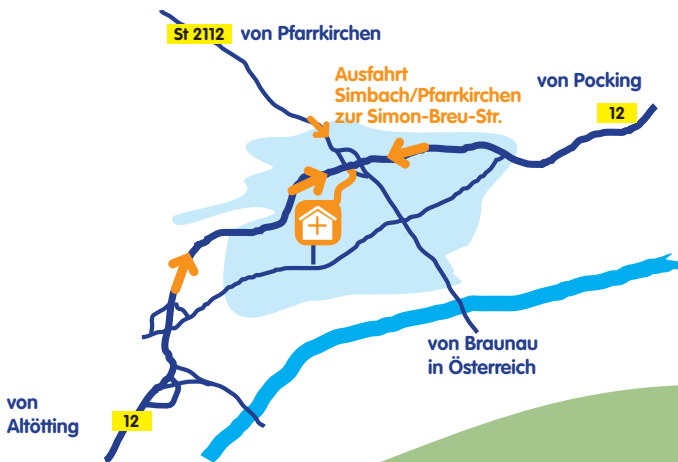 St 2112 von Pfarrkirchen
Ausfahrt
Simbach/Pfarrkirchen
zur Simon-Breu-Str.
von Pocking
12
von Braunau
in Österreich
von
Altötting
12